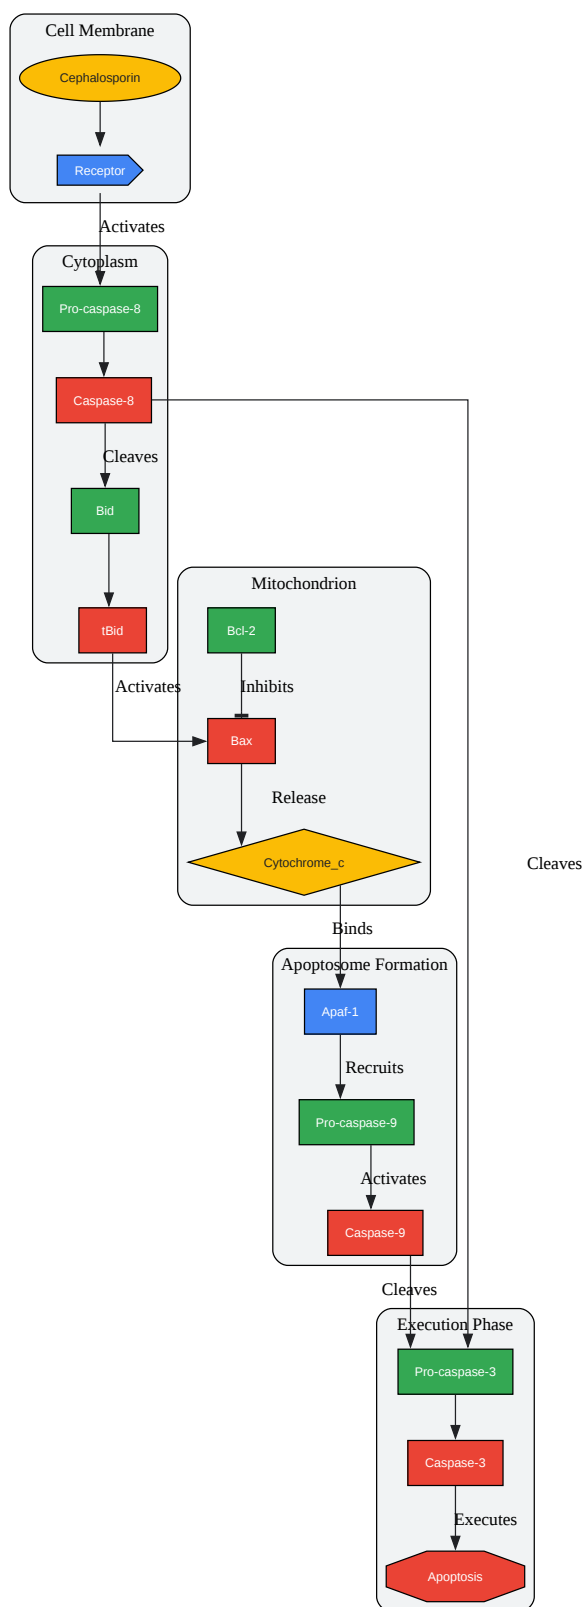 Cell Membrane
Cephalosporin
Receptor
Activates
Cytoplasm
Pro-caspase-8
Caspase-8
Cleaves
Bid
tBid
Activates
Mitochondrion
Bcl-2
Inhibits
Bax
Release
Cytochrome_c
Cleaves
Binds
Apoptosome Formation
Apaf-1
Recruits
Pro-caspase-9
Activates
Caspase-9
Cleaves
Execution Phase
Pro-caspase-3
Caspase-3
Executes
Apoptosis